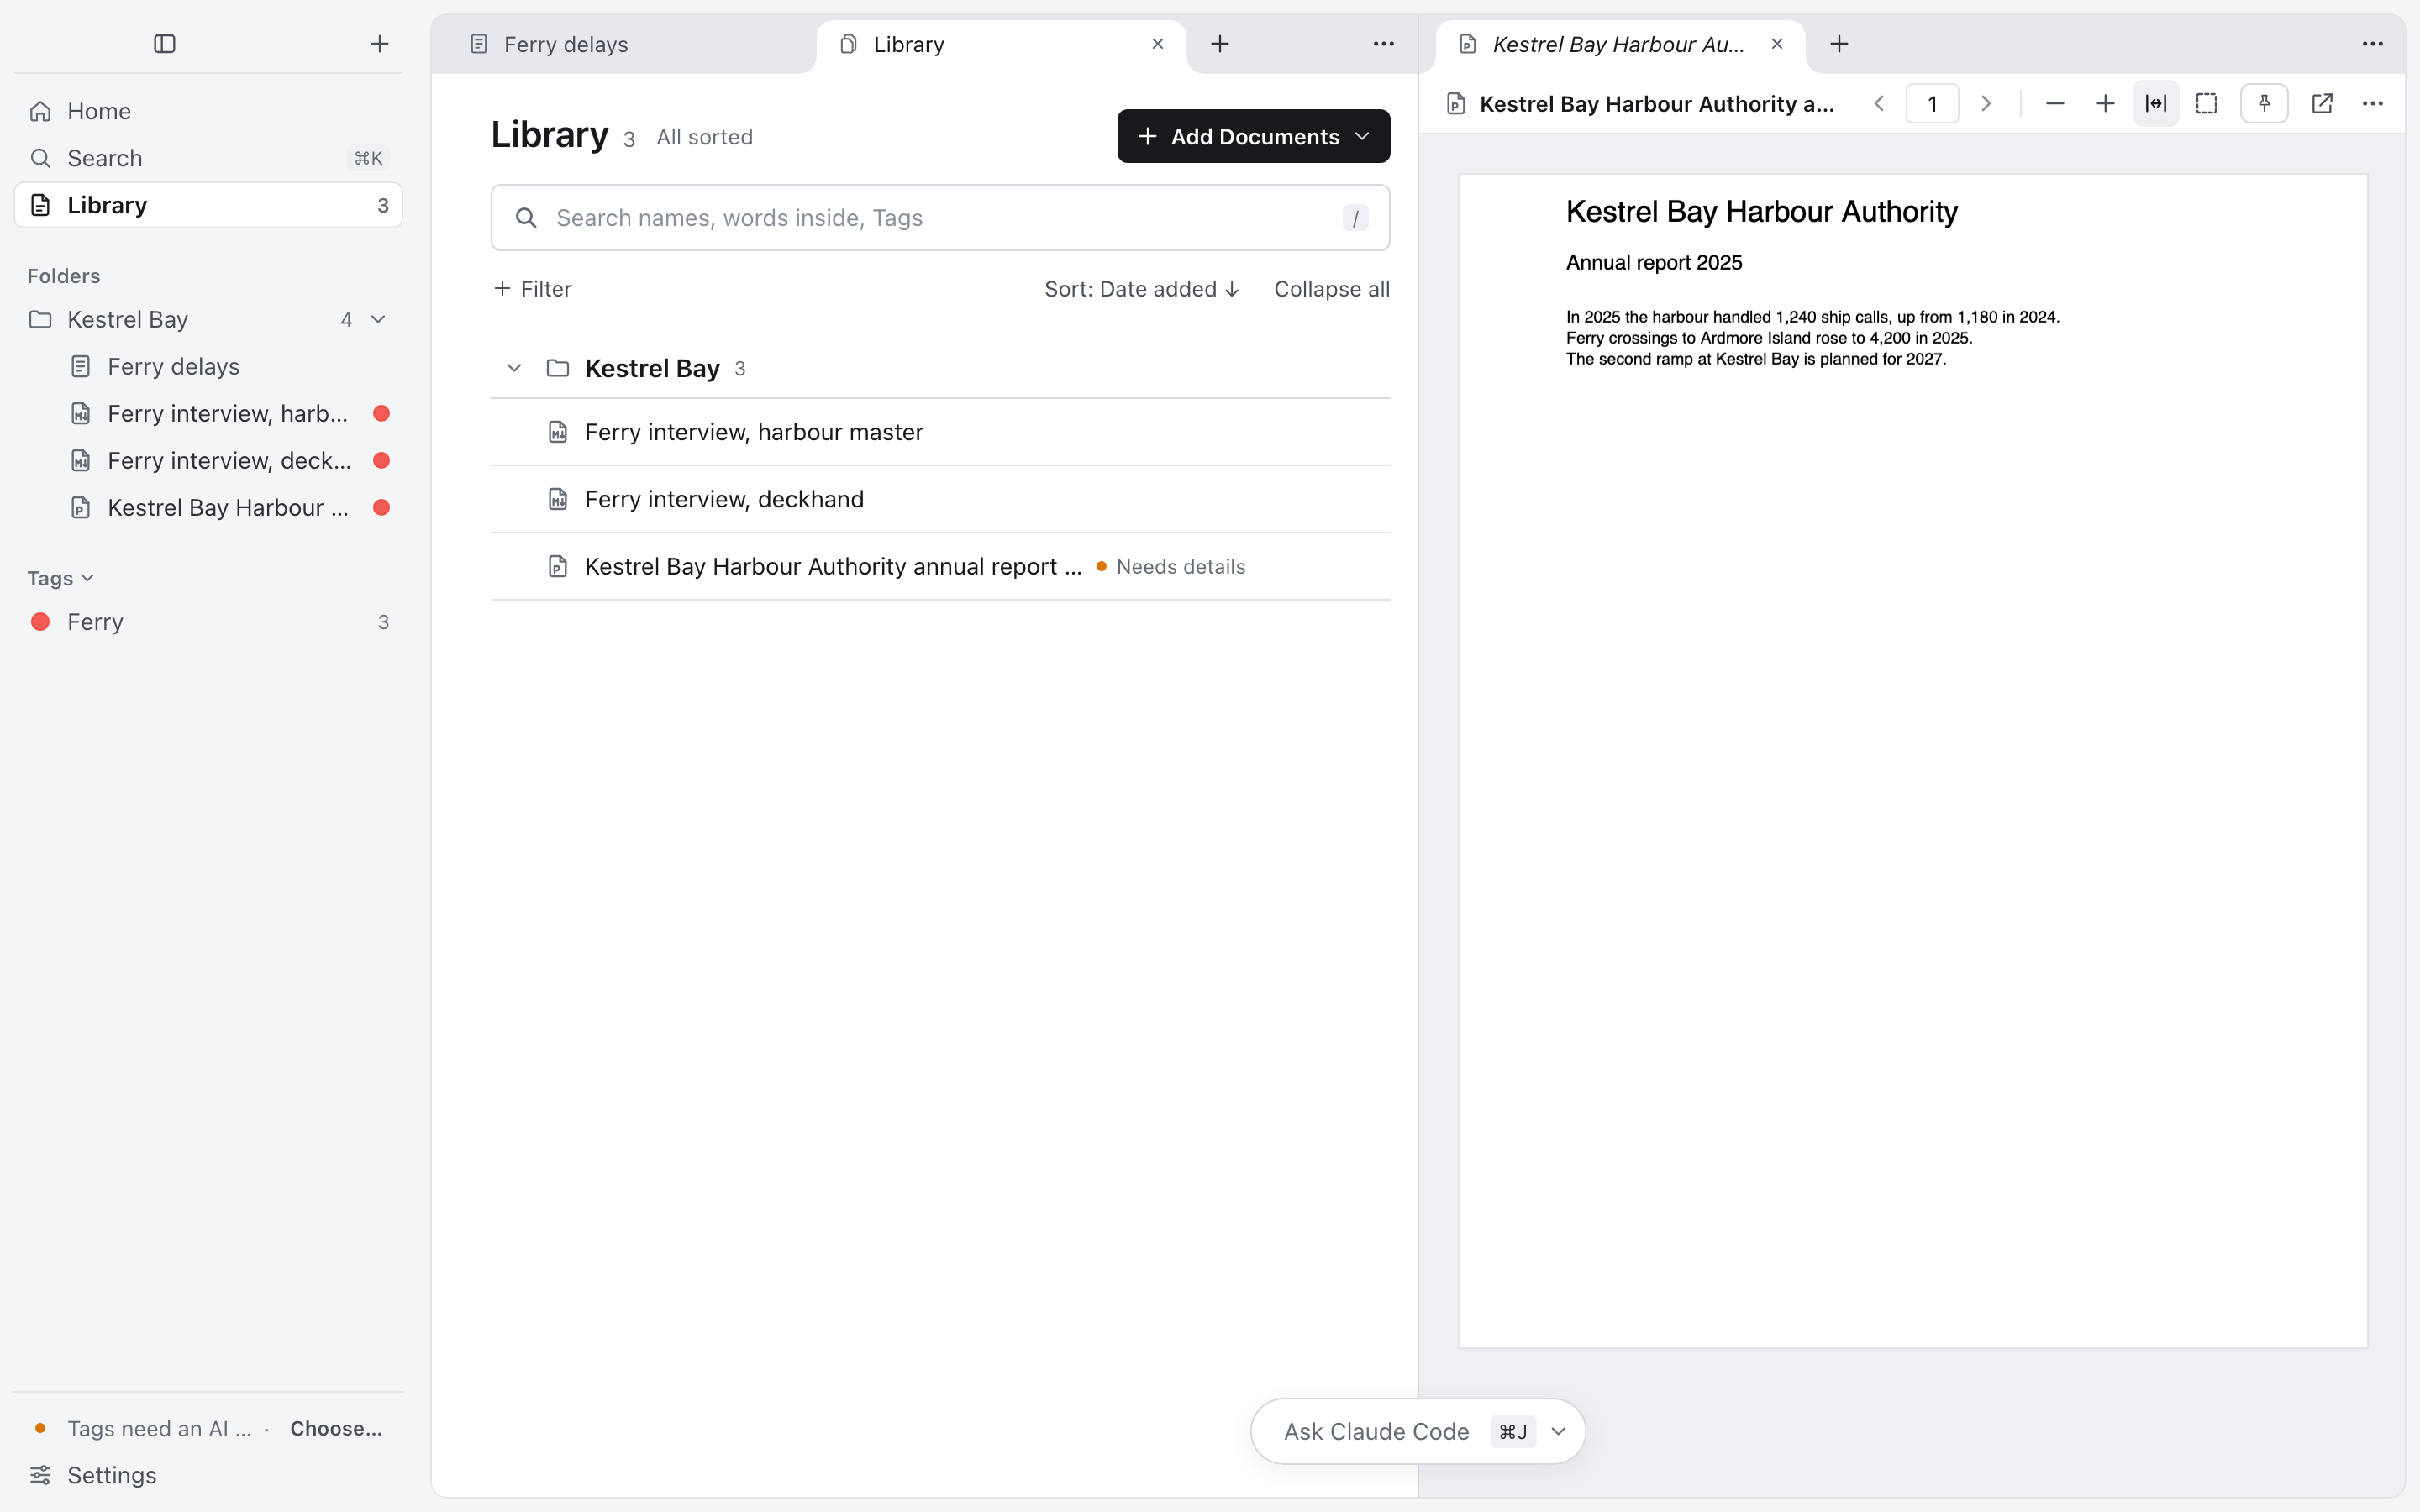 Home
Search ⌘K
Library 3
Folders
Kestrel Bay 4
Ferry delays
Ferry interview, harb...
Ferry interview, deck...
Kestrel Bay Harbour ...
Tags
Ferry 3
Tags need an AI ... · Choose...
Settings
Ferry delays
Library
Library 3 All sorted
Add Documents
Search names, words inside, Tags /
Filter
Sort: Date added ↓ Collapse all
Kestrel Bay 3
Ferry interview, harbour master
Ferry interview, deckhand
Kestrel Bay Harbour Authority annual report ... Needs details
Ask Claude Code ⌘J
Kestrel Bay Harbour Au...
Kestrel Bay Harbour Authority a... 1
Kestrel Bay Harbour Authority
Annual report 2025
In 2025 the harbour handled 1,240 ship calls, up from 1,180 in 2024.
Ferry crossings to Ardmore Island rose to 4,200 in 2025.
The second ramp at Kestrel Bay is planned for 2027.